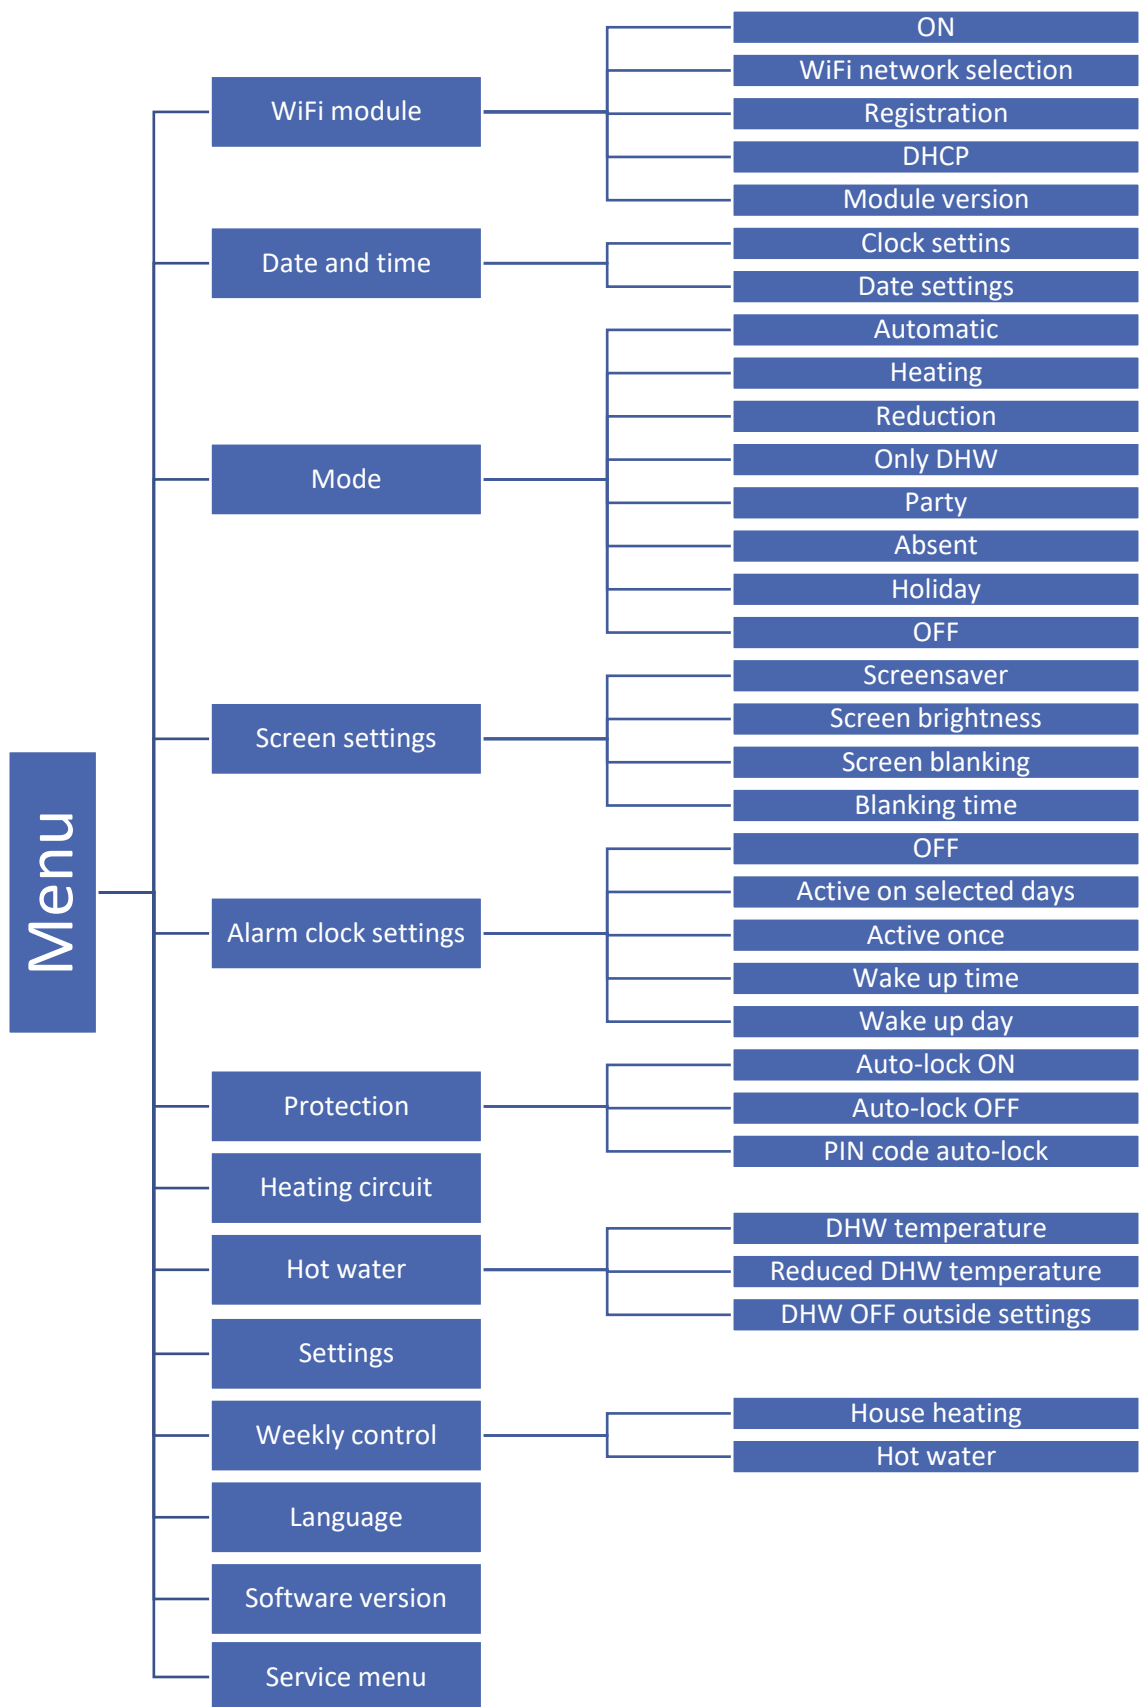 Menu
WiFi module
ON
WiFi network selection
Registration
DHCP
Module version
Date and time
Clock settins
Date settings
Mode
Automatic
Heating
Reduction
Only DHW
Party
Absent
Holiday
OFF
Screen settings
Screensaver
Screen brightness
Screen blanking
Blanking time
Alarm clock settings
OFF
Active on selected days
Active once
Wake up time
Wake up day
Protection
Auto-lock ON
Auto-lock OFF
PIN code auto-lock
Heating circuit
Hot water
DHW temperature
Reduced DHW temperature
DHW OFF outside settings
Settings
Weekly control
House heating
Hot water
Language
Software version
Service menu